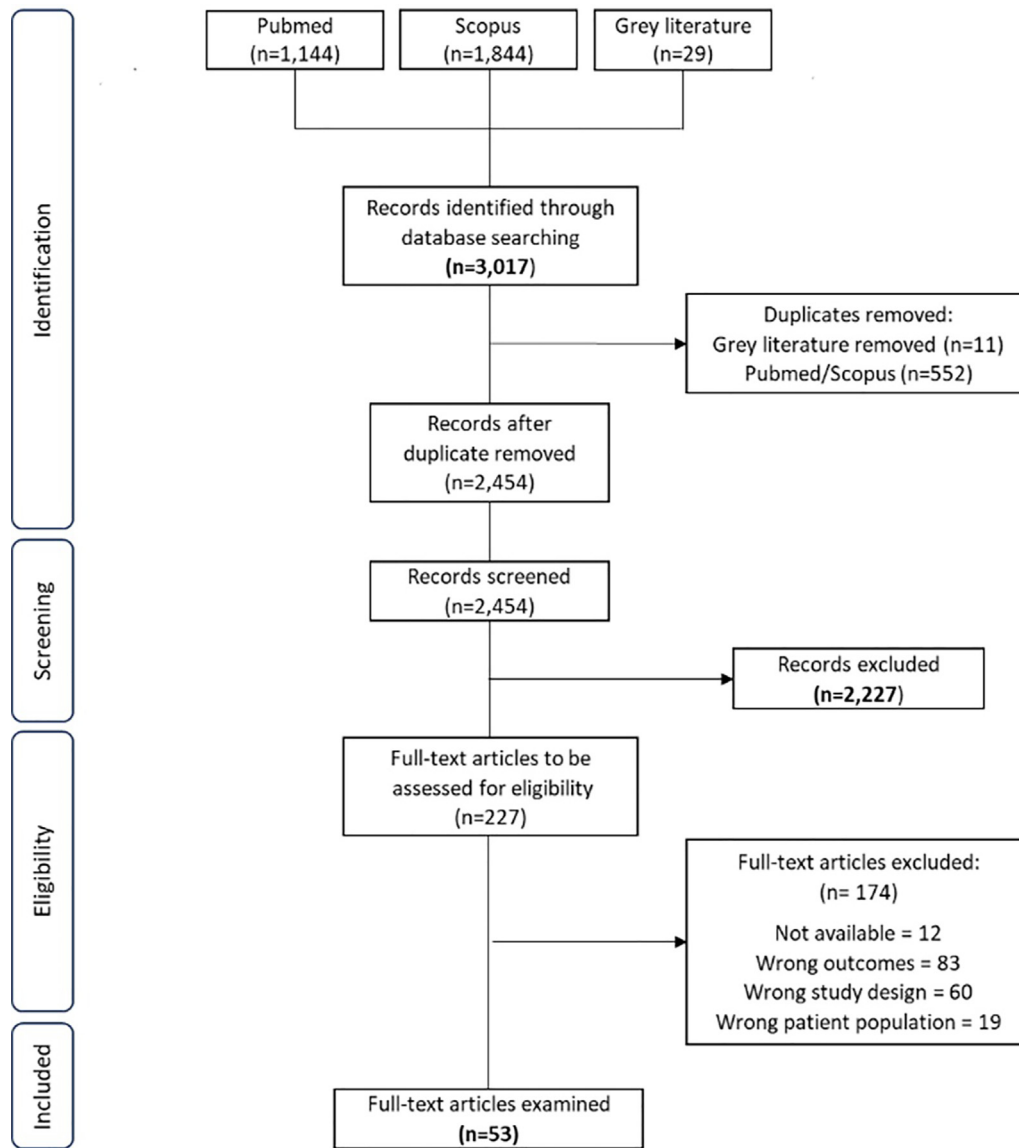 Pubmed
(n=1,144)
Scopus
(n=1,844)
Grey literature
(n=29)
Identification
Records identified through
database searching
(n=3,017)
Duplicates removed:
Grey literature removed (n=11)
Pubmed/Scopus (n=552)
Records after
duplicate removed
(n=2,454)
Screening
Records screened
(n=2,454)
Records excluded
(n=2,227)
Eligibility
Full-text articles to be
assessed for eligibility
(n=227)
Full-text articles excluded:
(n= 174)
Not available = 12
Wrong outcomes = 83
Wrong study design = 60
Wrong patient population = 19
Included
Full-text articles examined
(n=53)